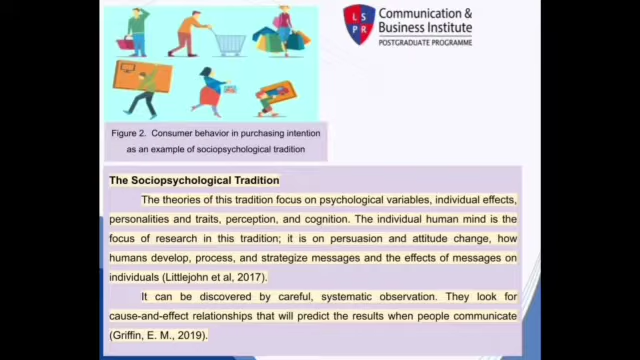 L S
P R
Communication &
Business Institute
POSTGRADUATE PROGRAMME
Figure 2. Consumer behavior in purchasing intention
as an example of sociopsychological tradition
The Sociopsychological Tradition
The theories of this tradition focus on psychological variables, individual effects,
personalities and traits, perception, and cognition. The individual human mind is the
focus of research in this tradition; it is on persuasion and attitude change, how
humans develop, process, and strategize messages and the effects of messages on
individuals (Littlejohn et al, 2017).
It can be discovered by careful, systematic observation. They look for
cause-and-effect relationships that will predict the results when people communicate
(Griffin, E. M., 2019).